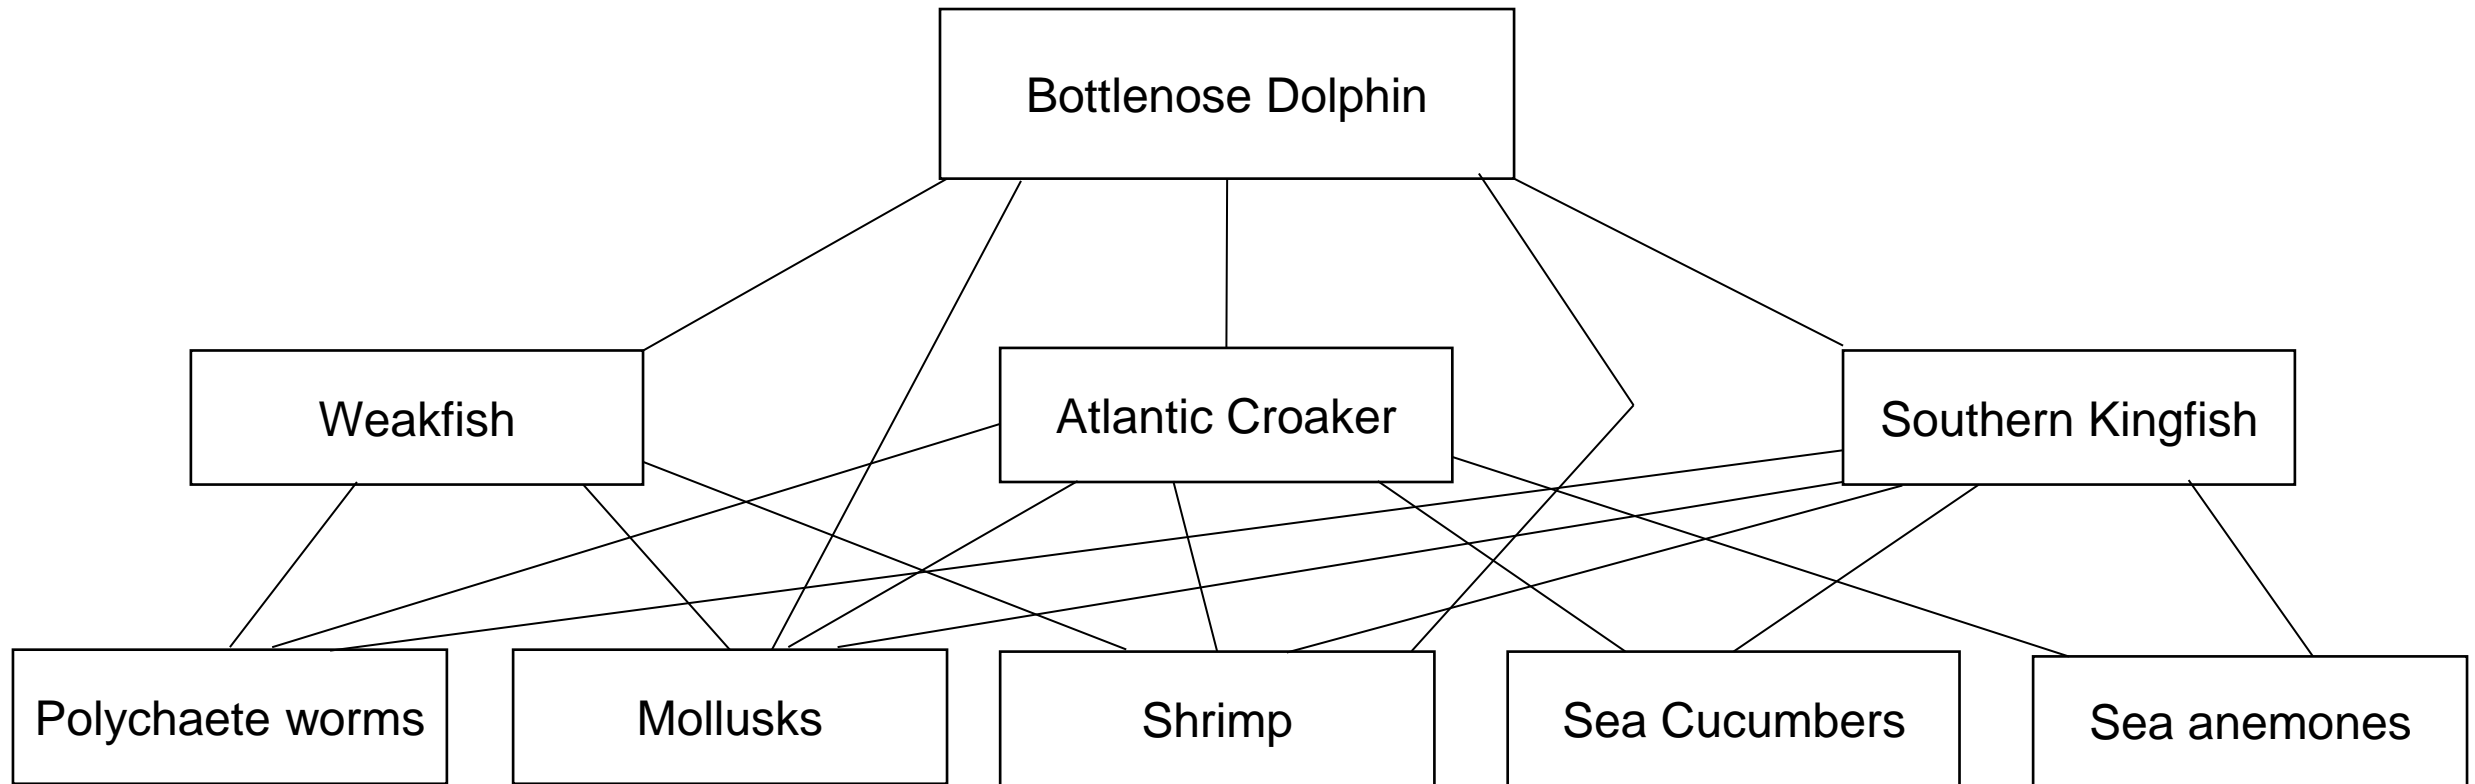 Bottlenose Dolphin
Weakfish
Atlantic Croaker
Southern Kingfish
Polychaete worms
Mollusks
Shrimp
Sea Cucumbers
Sea anemones